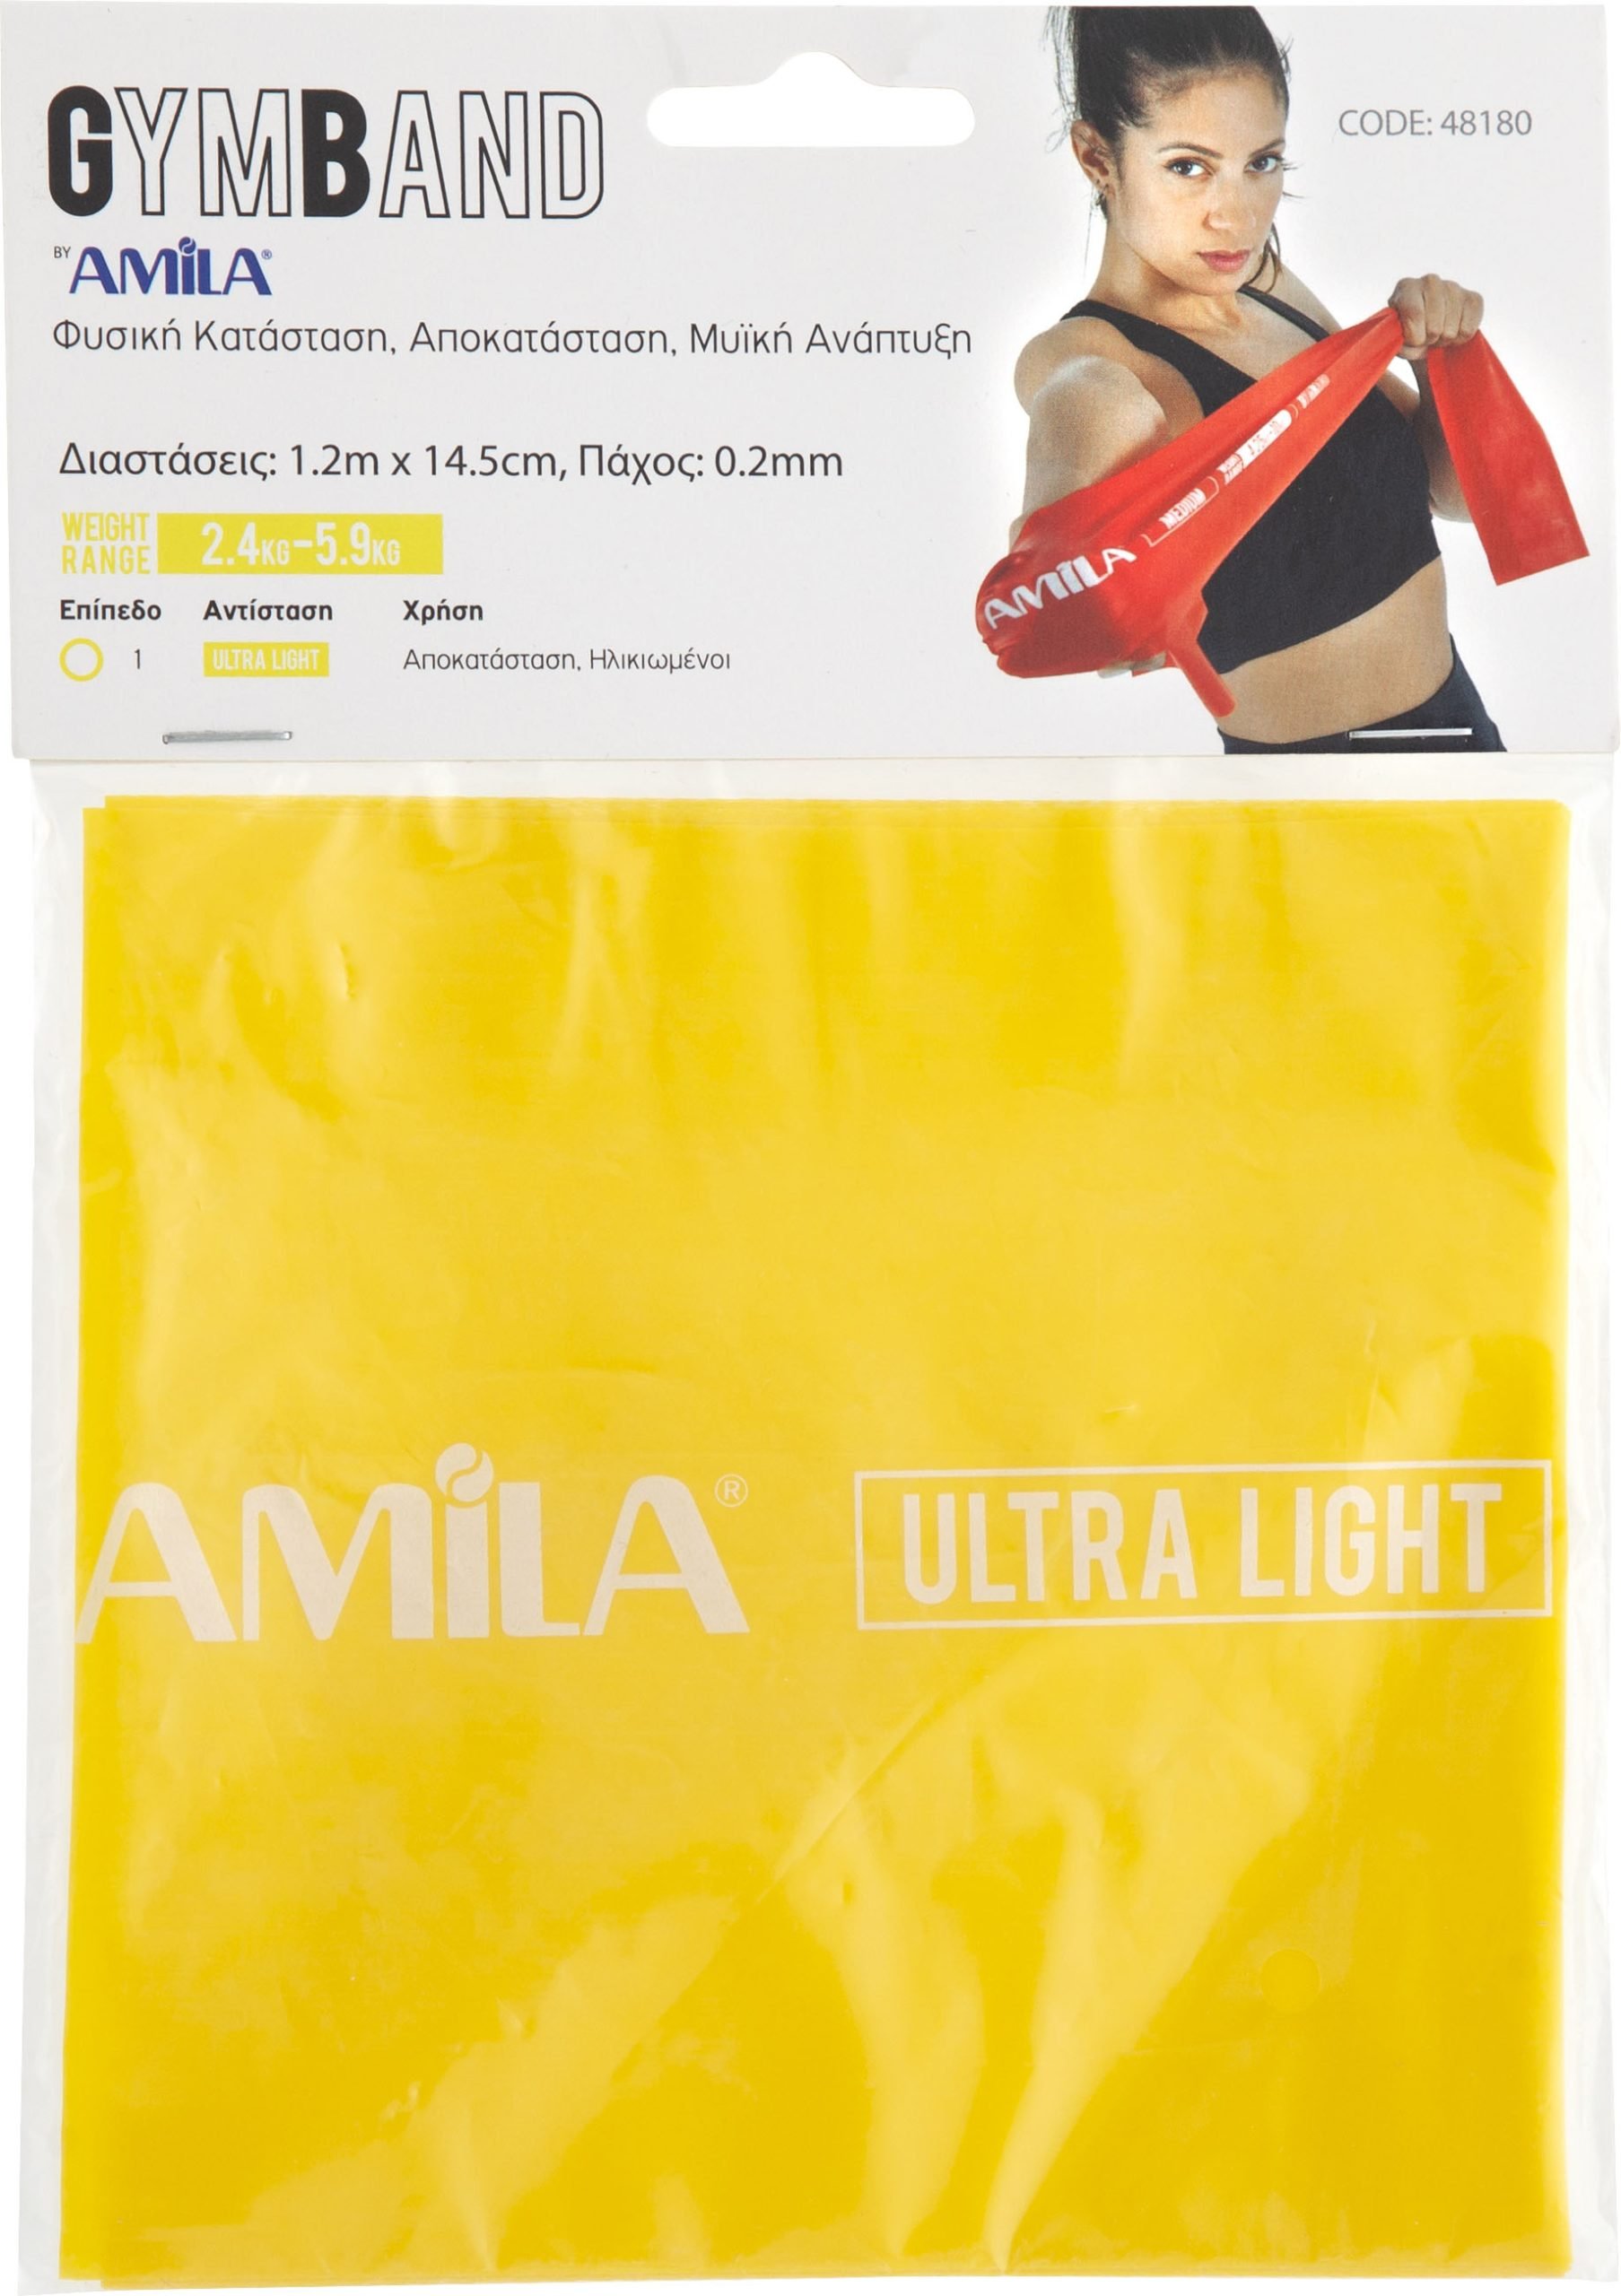 GYMBAND
CODE: 48180
BY AMiLA®
Φυσική Κατάσταση, Αποκατάσταση, Μυϊκή Ανάπτυξη
Διαστάσεις: 1.2m x 14.5cm, Πάχος: 0.2mm
WEIGHT RANGE 2.4KG-5.9KG
Επίπεδο Αντίσταση Χρήση
1 ULTRA LIGHT Αποκατάσταση, Ηλικιωμένοι
AMiLA MEDIUM
AMiLA® ULTRA LIGHT